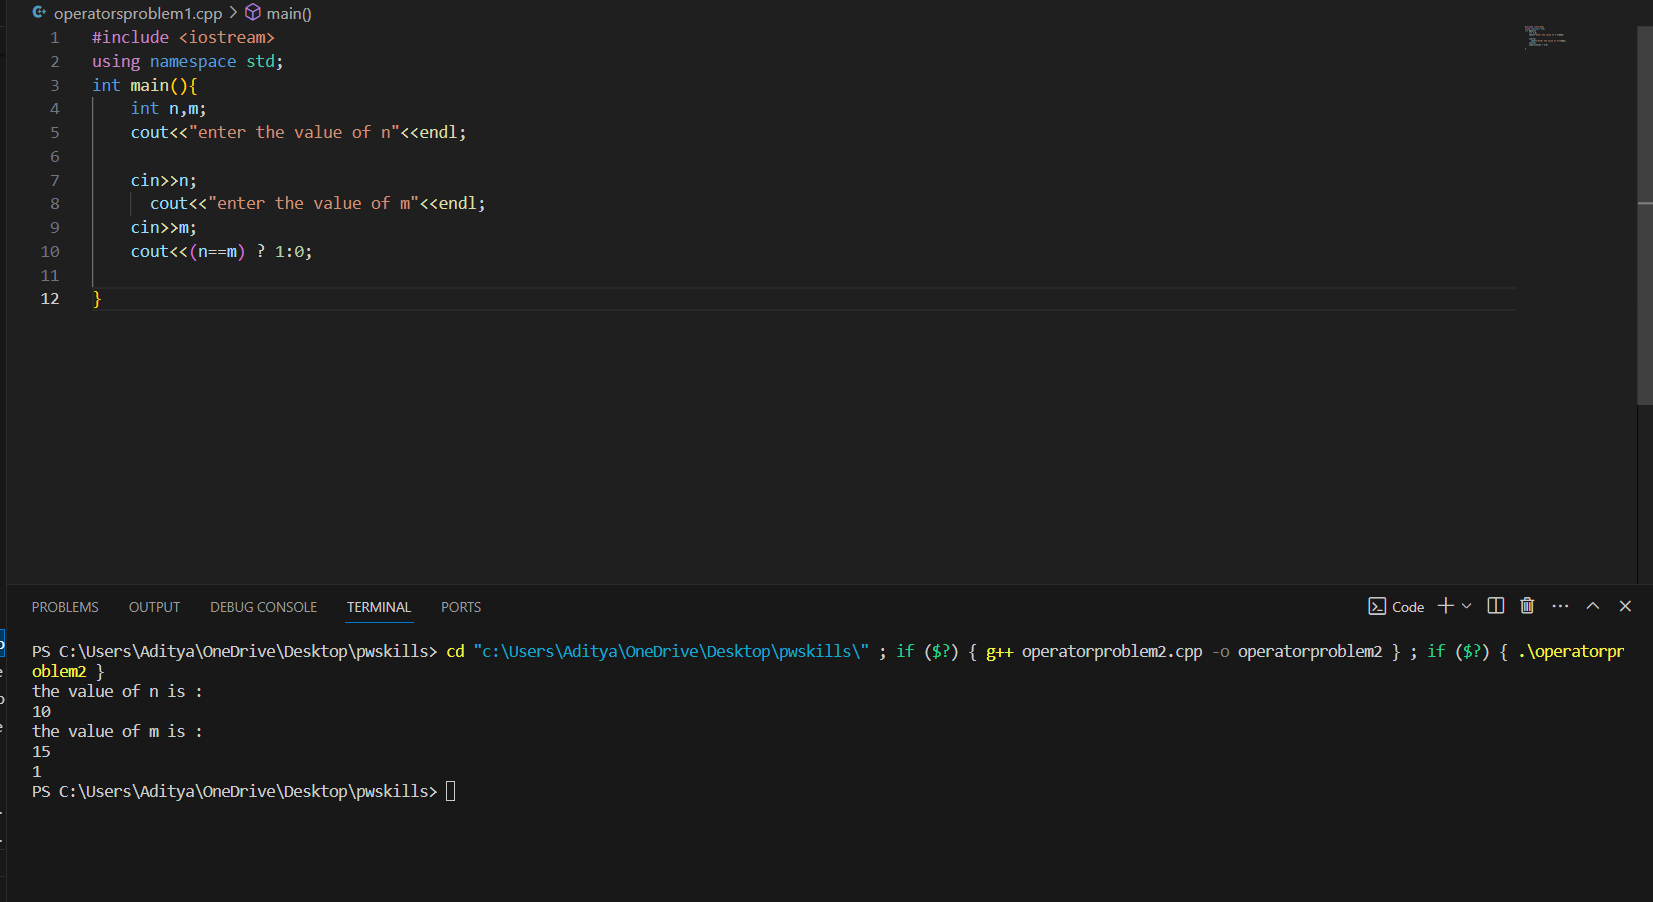 operatorsproblem1.cpp > main()
1 #include <iostream>
2 using namespace std;
3 int main(){
4 int n,m;
5 cout<<"enter the value of n"<<endl;
6
7 cin>>n;
8 cout<<"enter the value of m"<<endl;
9 cin>>m;
10 cout<<(n==m) ? 1:0;
11
12 }
PROBLEMS OUTPUT DEBUG CONSOLE TERMINAL PORTS Code
PS C:\Users\Aditya\OneDrive\Desktop\pwskills> cd "c:\Users\Aditya\OneDrive\Desktop\pwskills\" ; if ($?) { g++ operatorproblem2.cpp -o operatorproblem2 } ; if ($?) { .\operatorpr
oblem2 }
the value of n is :
10
the value of m is :
15
1
PS C:\Users\Aditya\OneDrive\Desktop\pwskills>